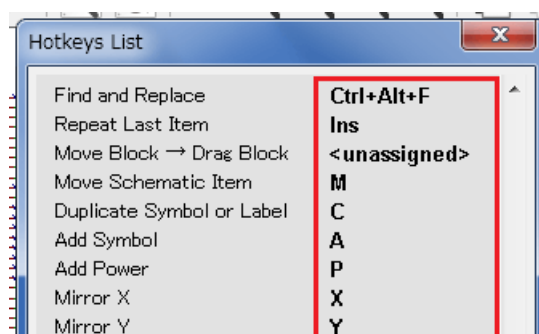 Hotkeys List
Find and Replace Ctrl+Alt+F
Repeat Last Item Ins
Move Block → Drag Block <unassigned>
Move Schematic Item M
Duplicate Symbol or Label C
Add Symbol A
Add Power P
Mirror X X
Mirror Y Y